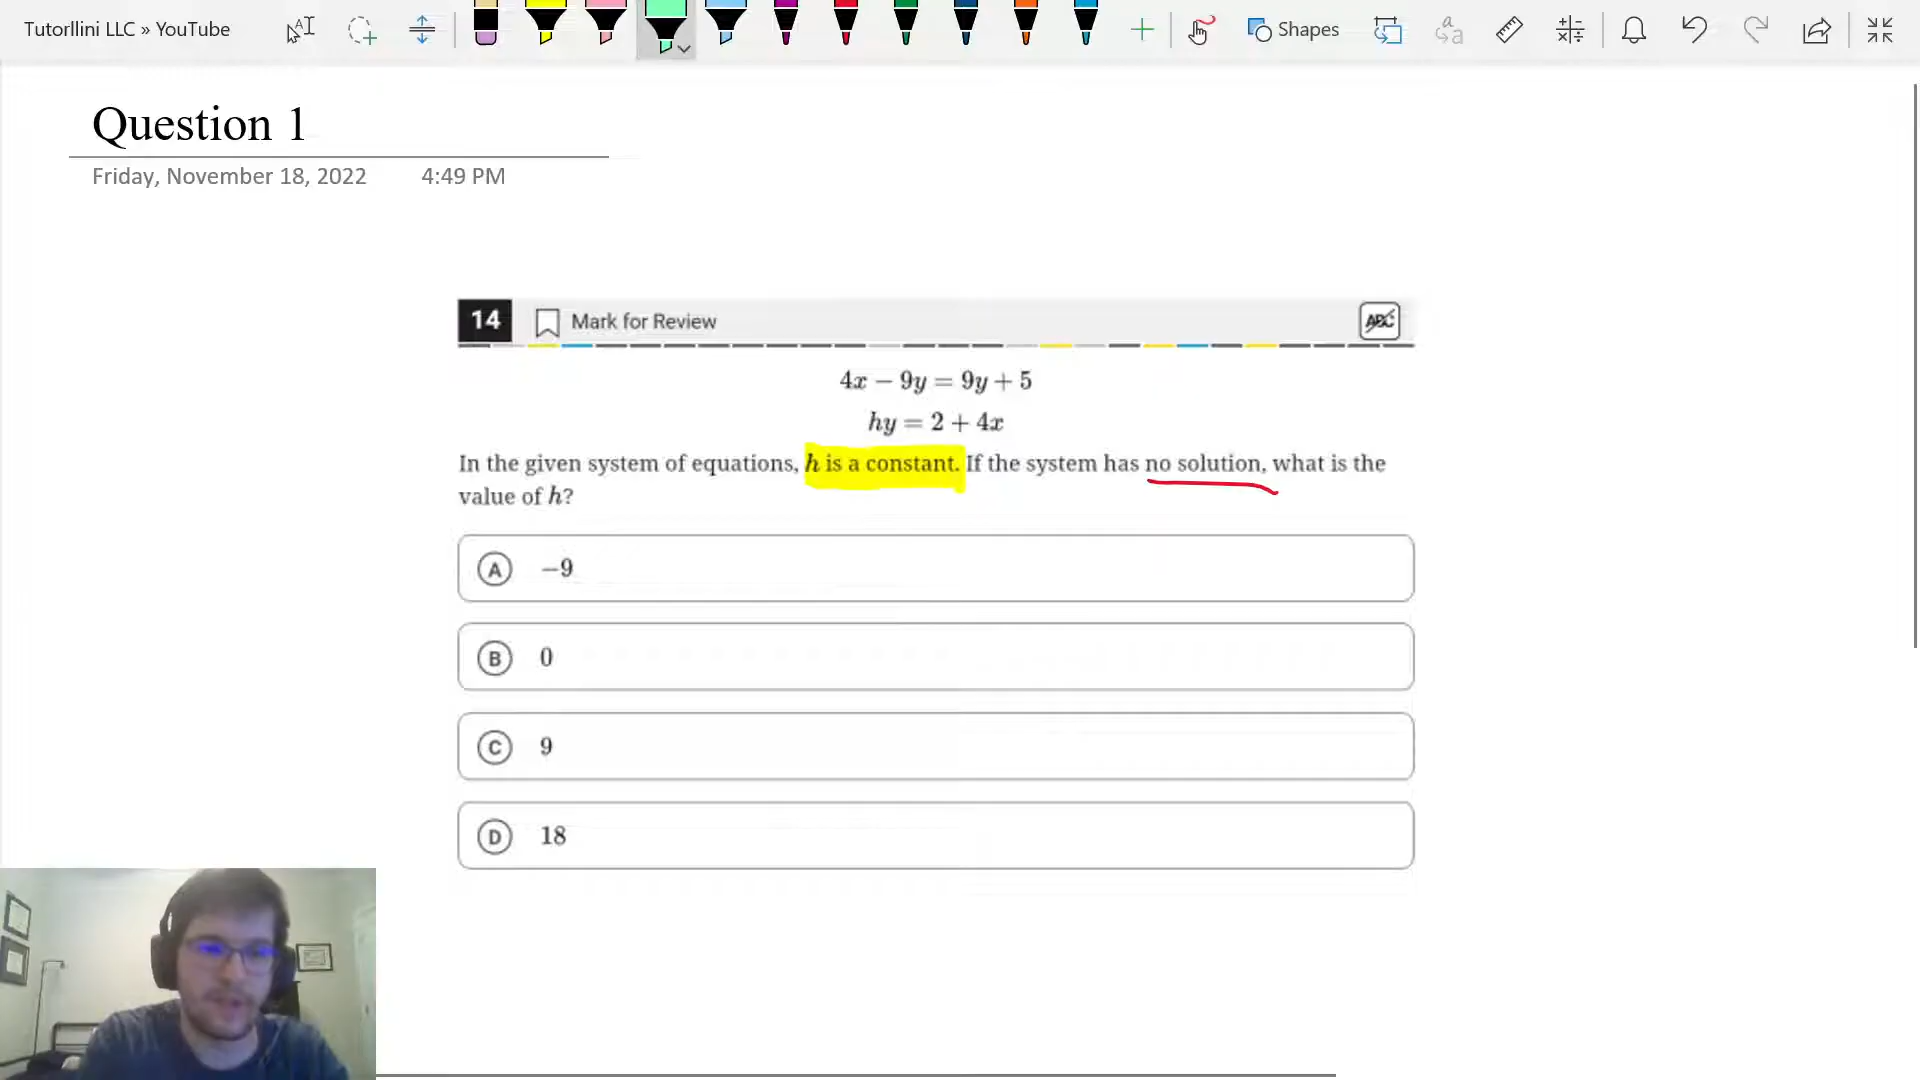 Tutorllini LLC » YouTube
Shapes
Question 1
Friday, November 18, 2022 4:49 PM
14 Mark for Review ABC
4x − 9y = 9y + 5
hy = 2 + 4x
In the given system of equations, h is a constant. If the system has no solution, what is the
value of h?
A −9
B 0
C 9
D 18